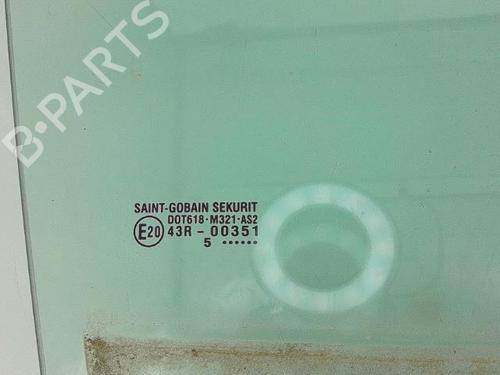 B-PARTS
SAINT-GOBAIN SEKURIT
DOT618-M321-AS2
E20 43R-00351
5 ······